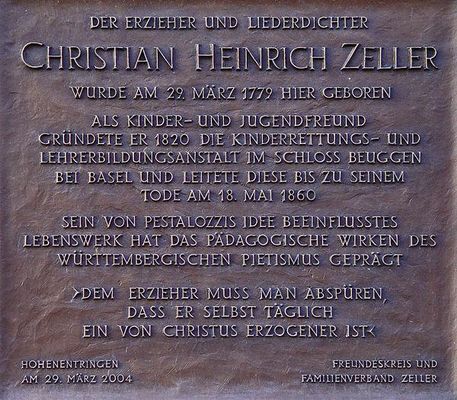 DER ERZIEHER UND LIEDERDICHTER
CHRISTIAN HEINRICH ZELLER
WURDE AM 29. MÄRZ 1779 HIER GEBOREN
ALS KINDER- UND JUGENDFREUND
GRÜNDETE ER 1820 DIE KINDERRETTUNGS- UND
LEHRERBILDUNGSANSTALT IM SCHLOSS BEUGGEN
BEI BASEL UND LEITETE DIESE BIS ZU SEINEM
TODE AM 18. MAI 1860
SEIN VON PESTALOZZIS IDEE BEEINFLUSSTES
LEBENSWERK HAT DAS PÄDAGOGISCHE WIRKEN DES
WÜRTTEMBERGISCHEN PIETISMUS GEPRÄGT
›DEM ERZIEHER MUSS MAN ABSPÜREN,
DASS ER SELBST TÄGLICH
EIN VON CHRISTUS ERZOGENER IST‹
HOHENENTRINGEN FREUNDESKREIS UND
AM 29. MÄRZ 2004 FAMILIENVERBAND ZELLER